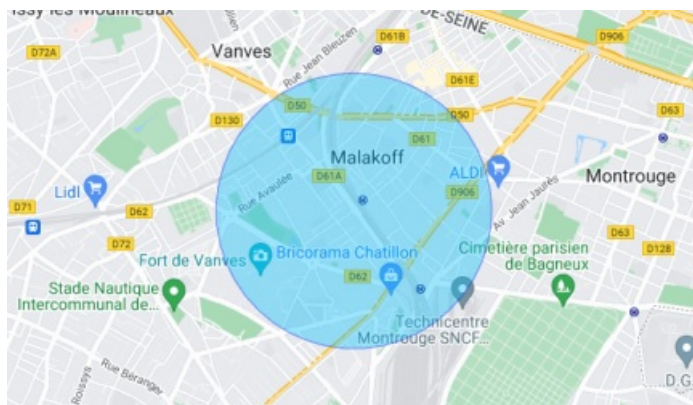 Issy les Moulineaux
DE-SEINE
D72A
Vanves
Rue Jean Bleuzen
D61B
D906
D61E
D50
D50
D63
D130
D61
Malakoff
ALDI
Lidl
Rue Avaulée
D61A
D906
Montrouge
D71
D62
Av. Jean Jaurès
D72
D63
D128
Fort de Vanves
Bricorama Chatillon
Cimetière parisien
de Bagneux
D62
Stade Nautique
Intercommunal de...
Technicentre
Montrouge SNCF...
Rue Béranger
Roissys
D.G.